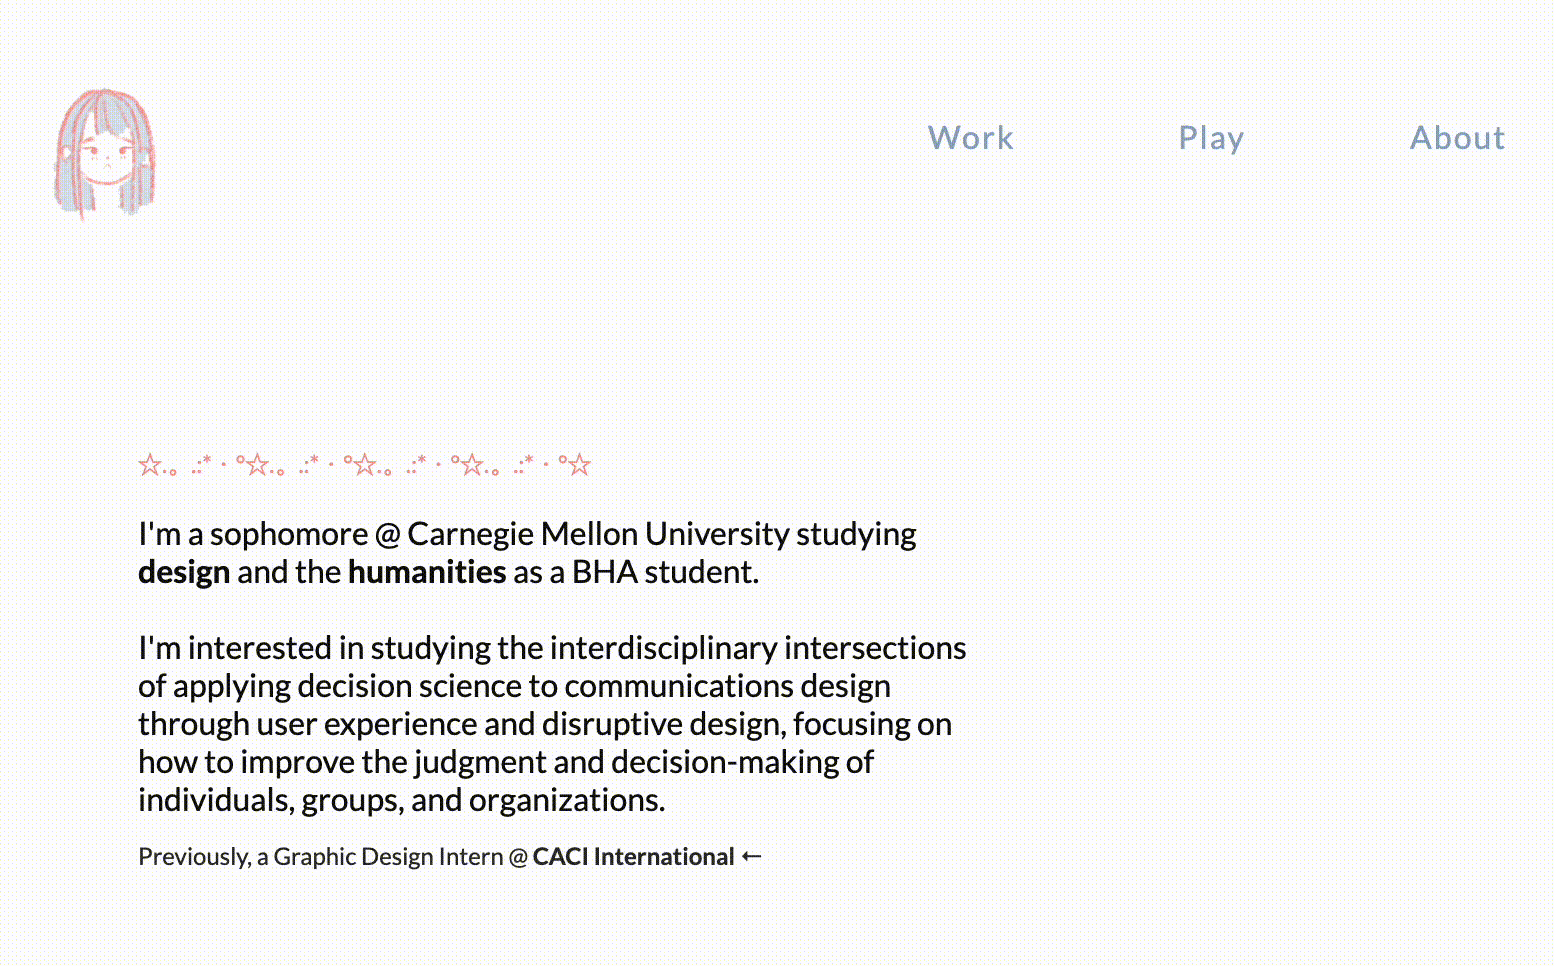 Work Play About
☆.｡.:*・°☆.｡.:*・°☆.｡.:*・°☆.｡.:*・°☆
I'm a sophomore @ Carnegie Mellon University studying
design and the humanities as a BHA student.
I'm interested in studying the interdisciplinary intersections
of applying decision science to communications design
through user experience and disruptive design, focusing on
how to improve the judgment and decision-making of
individuals, groups, and organizations.
Previously, a Graphic Design Intern @ CACI International ←